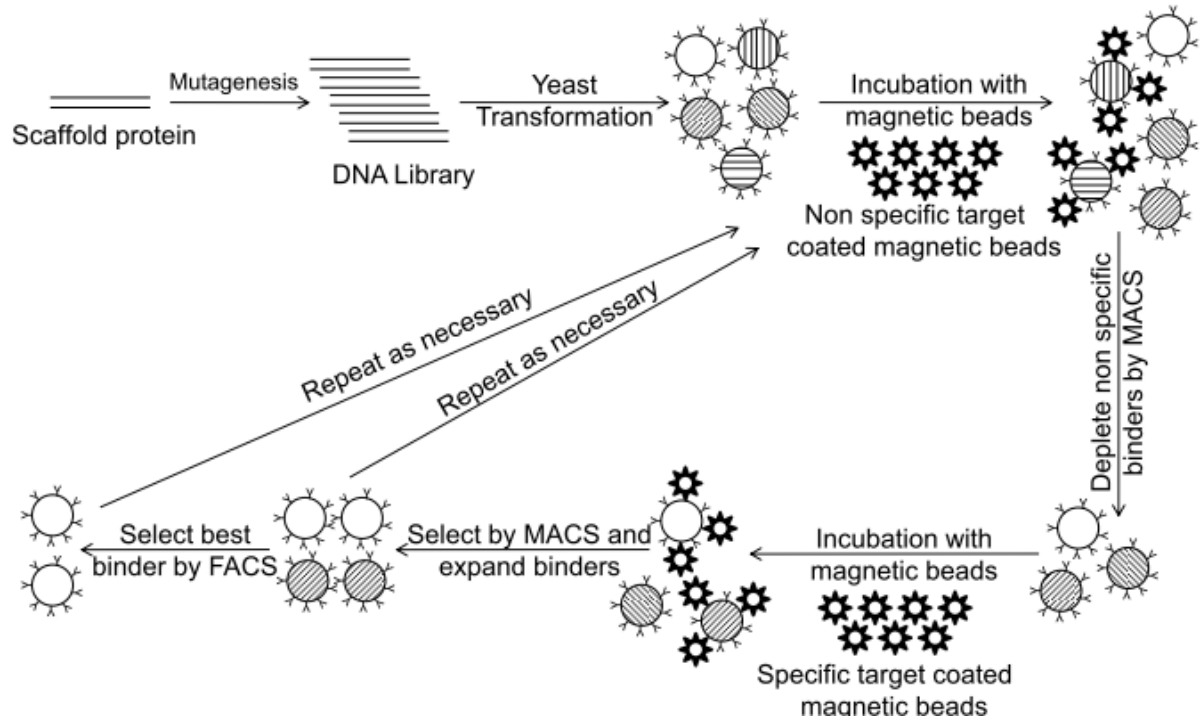 Scaffold protein
Mutagenesis
DNA Library
Yeast
Transformation
Incubation with
magnetic beads
Non specific target
coated magnetic beads
Deplete non specific
binders by MACS
Incubation with
magnetic beads
Specific target coated
magnetic beads
Select by MACS and
expand binders
Select best
binder by FACS
Repeat as necessary
Repeat as necessary